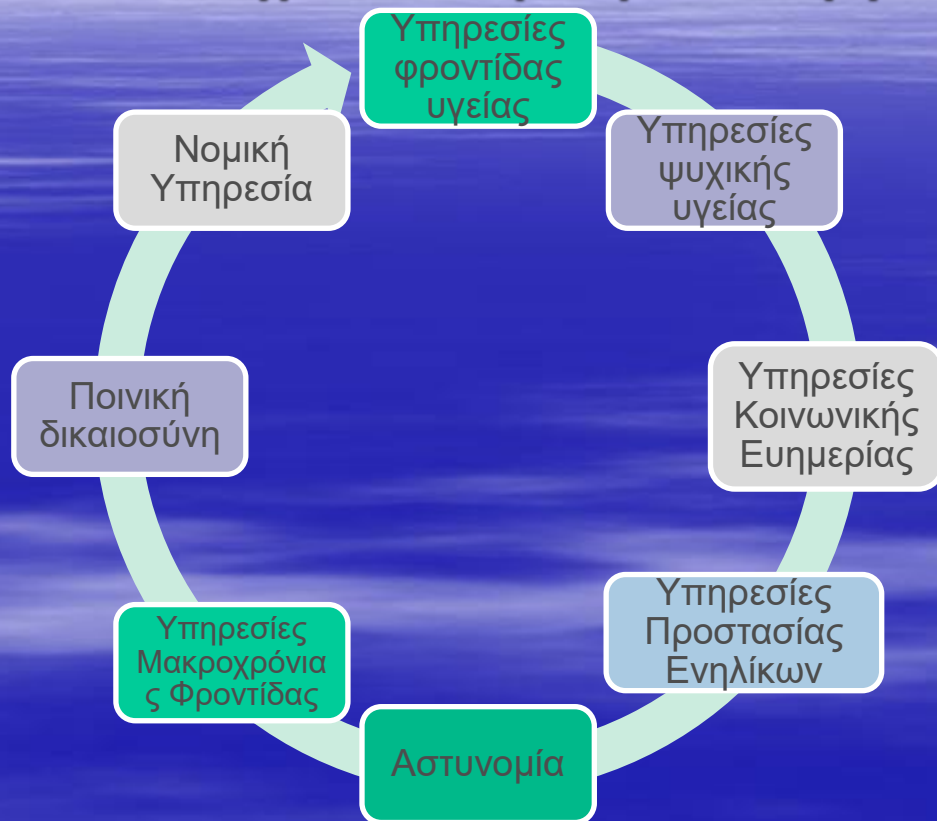 Υπηρεσίες
φροντίδας
υγείας
Υπηρεσίες
ψυχικής
υγείας
Υπηρεσίες
Κοινωνικής
Ευημερίας
Υπηρεσίες
Προστασίας
Ενηλίκων
Αστυνομία
Υπηρεσίες
Μακροχρόνια
ς Φροντίδας
Ποινική
δικαιοσύνη
Νομική
Υπηρεσία